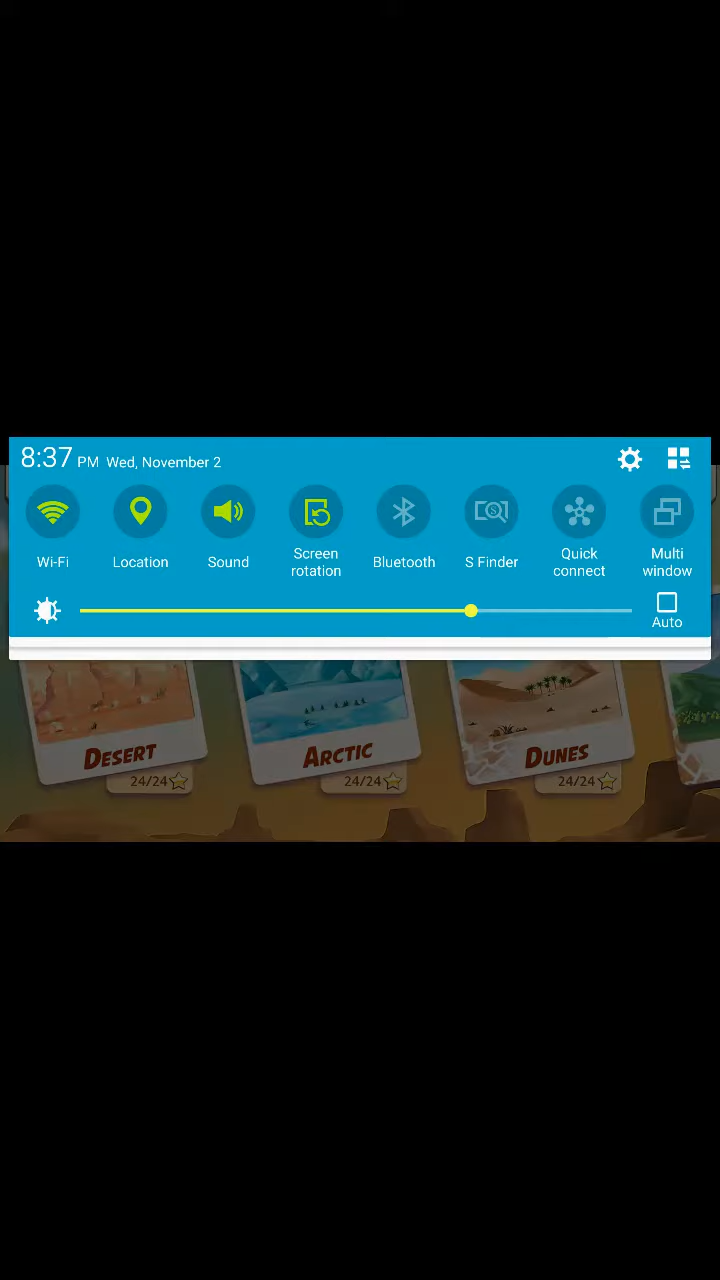 8:37 PM Wed, November 2
Wi-Fi
Location
Sound
Screen
rotation
Bluetooth
S Finder
Quick
connect
Multi
window
Auto
DESERT
24/24
ARCTIC
24/24
DUNES
24/24